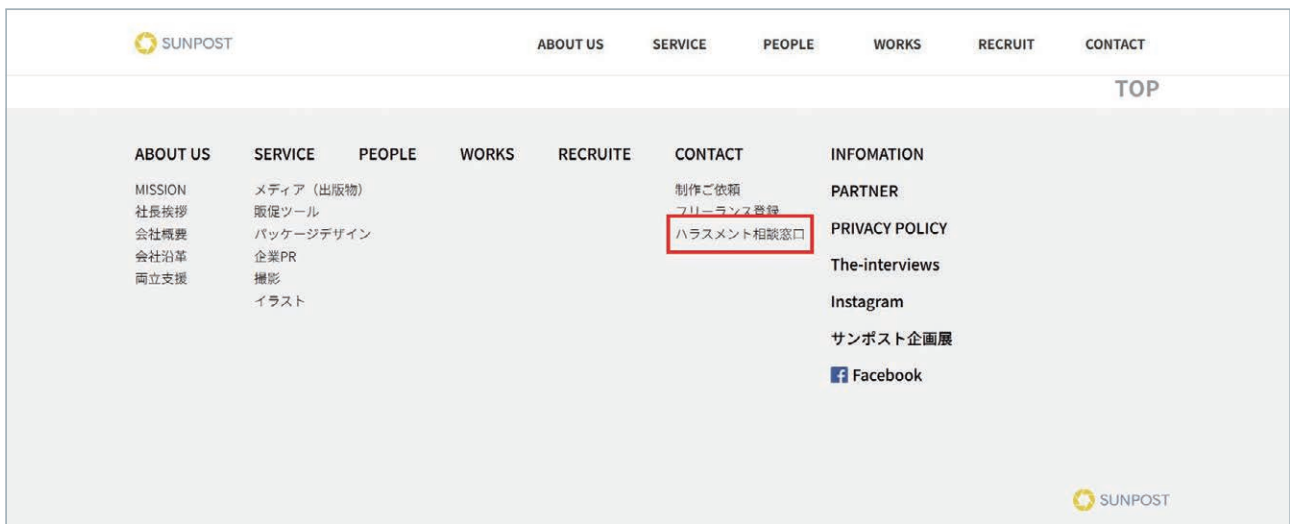 SUNPOST
ABOUT US SERVICE PEOPLE WORKS RECRUIT CONTACT
TOP
ABOUT US
MISSION
社長挨拶
会社概要
会社沿革
両立支援
SERVICE
メディア（出版物）
販促ツール
パッケージデザイン
企業PR
撮影
イラスト
PEOPLE
WORKS
RECRUITE
CONTACT
制作ご依頼
フリーランス登録
ハラスメント相談窓口
INFOMATION
PARTNER
PRIVACY POLICY
The-interviews
Instagram
サンポスト企画展
Facebook
SUNPOST